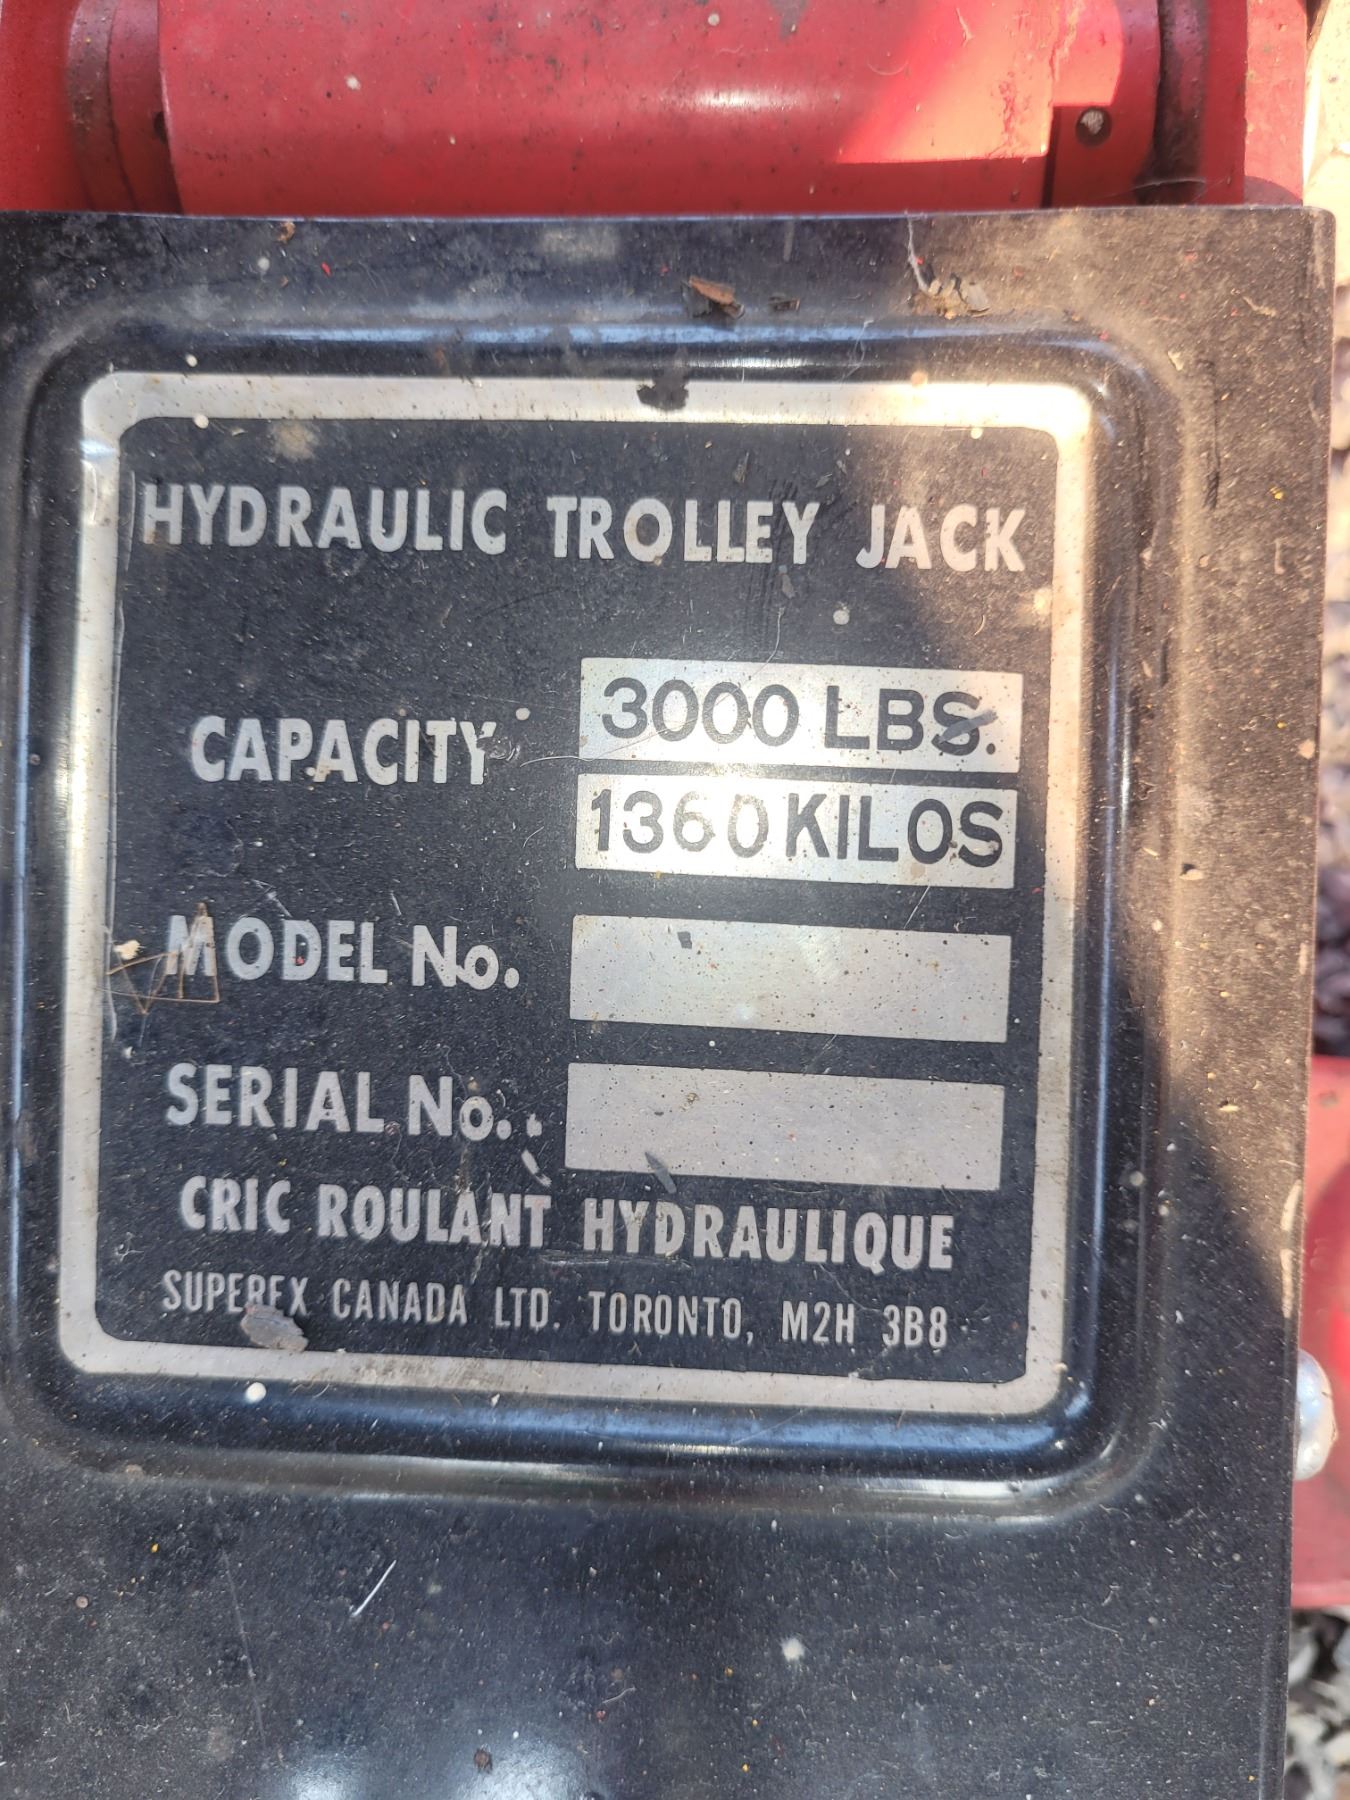 HYDRAULIC TROLLEY JACK
CAPACITY 3000 LBS.
1360 KILOS
MODEL No.
SERIAL No.
CRIC ROULANT HYDRAULIQUE
SUPEREX CANADA LTD. TORONTO, M2H 3B8